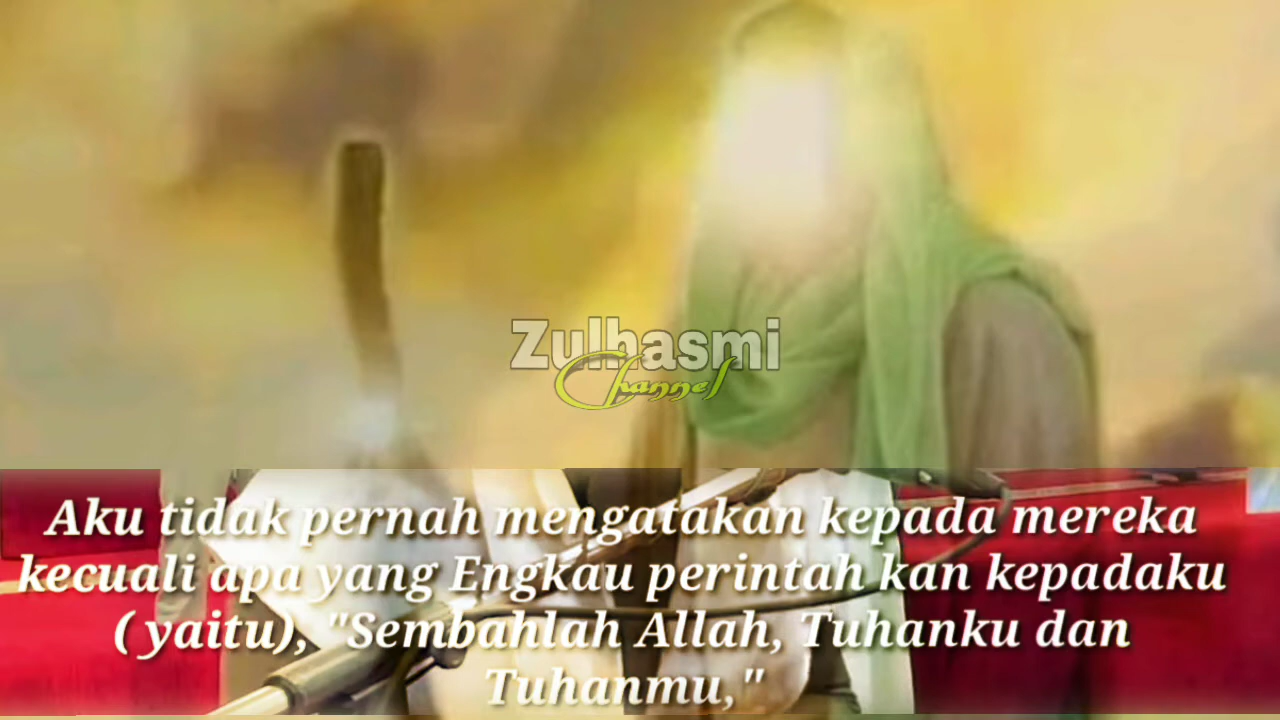 Zulhasmi
Channel
Aku tidak pernah mengatakan kepada mereka
kecuali apa yang Engkau perintah kan kepadaku
( yaitu), "Sembahlah Allah, Tuhanku dan
Tuhanmu,"